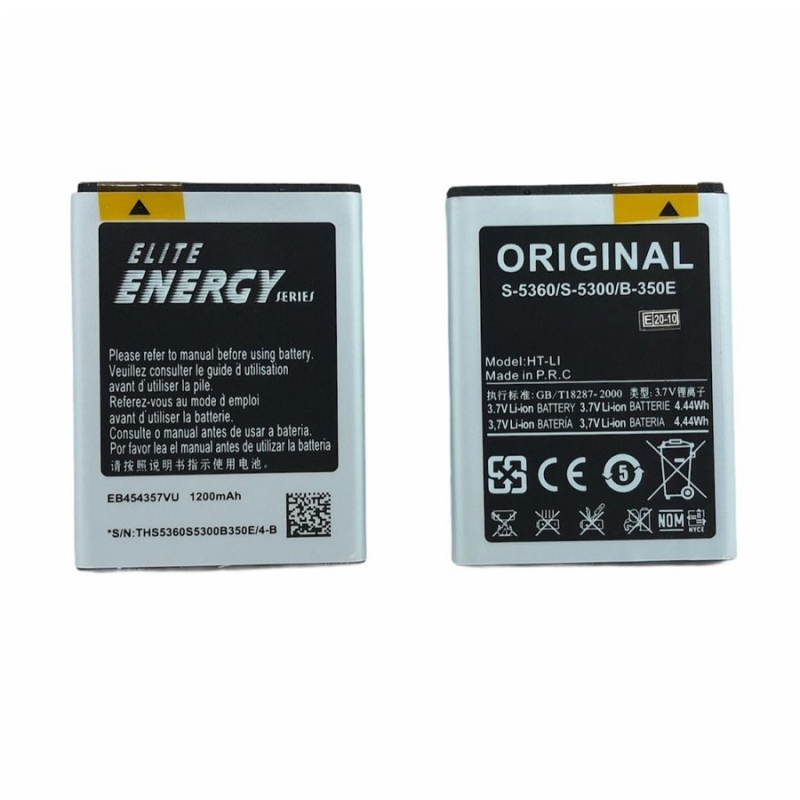 ELITE
ENERGY
SERIES
Please refer to manual before using battery.
Veuillez consulter le guide d utilisation
avant d'utiliser la pile.
Referez-vous au mode d emploi
avant d'utiliser la batterie.
Consulte o manual antes de usar a bateria.
Po favor lea el manual antes de utilizar la bateria
请按照说明书指示使用电池。
EB454357VU 1200mAh
*S/N:THS5360S5300B350E/4-B
ORIGINAL
S-5360/S-5300/B-350E
E 20-10
Model:HT-LI
Made in P.R.C
执行标准: GB/T18287-2000 类型: 3.7V锂离子
3.7V Li-ion BATTERY 3.7V Li-ion BATTERIE 4.44Wh
3,7V Li-ion BATERÍA 3,7V Li-ion BATERIA 4,44Wh
5
NOM
NYCE